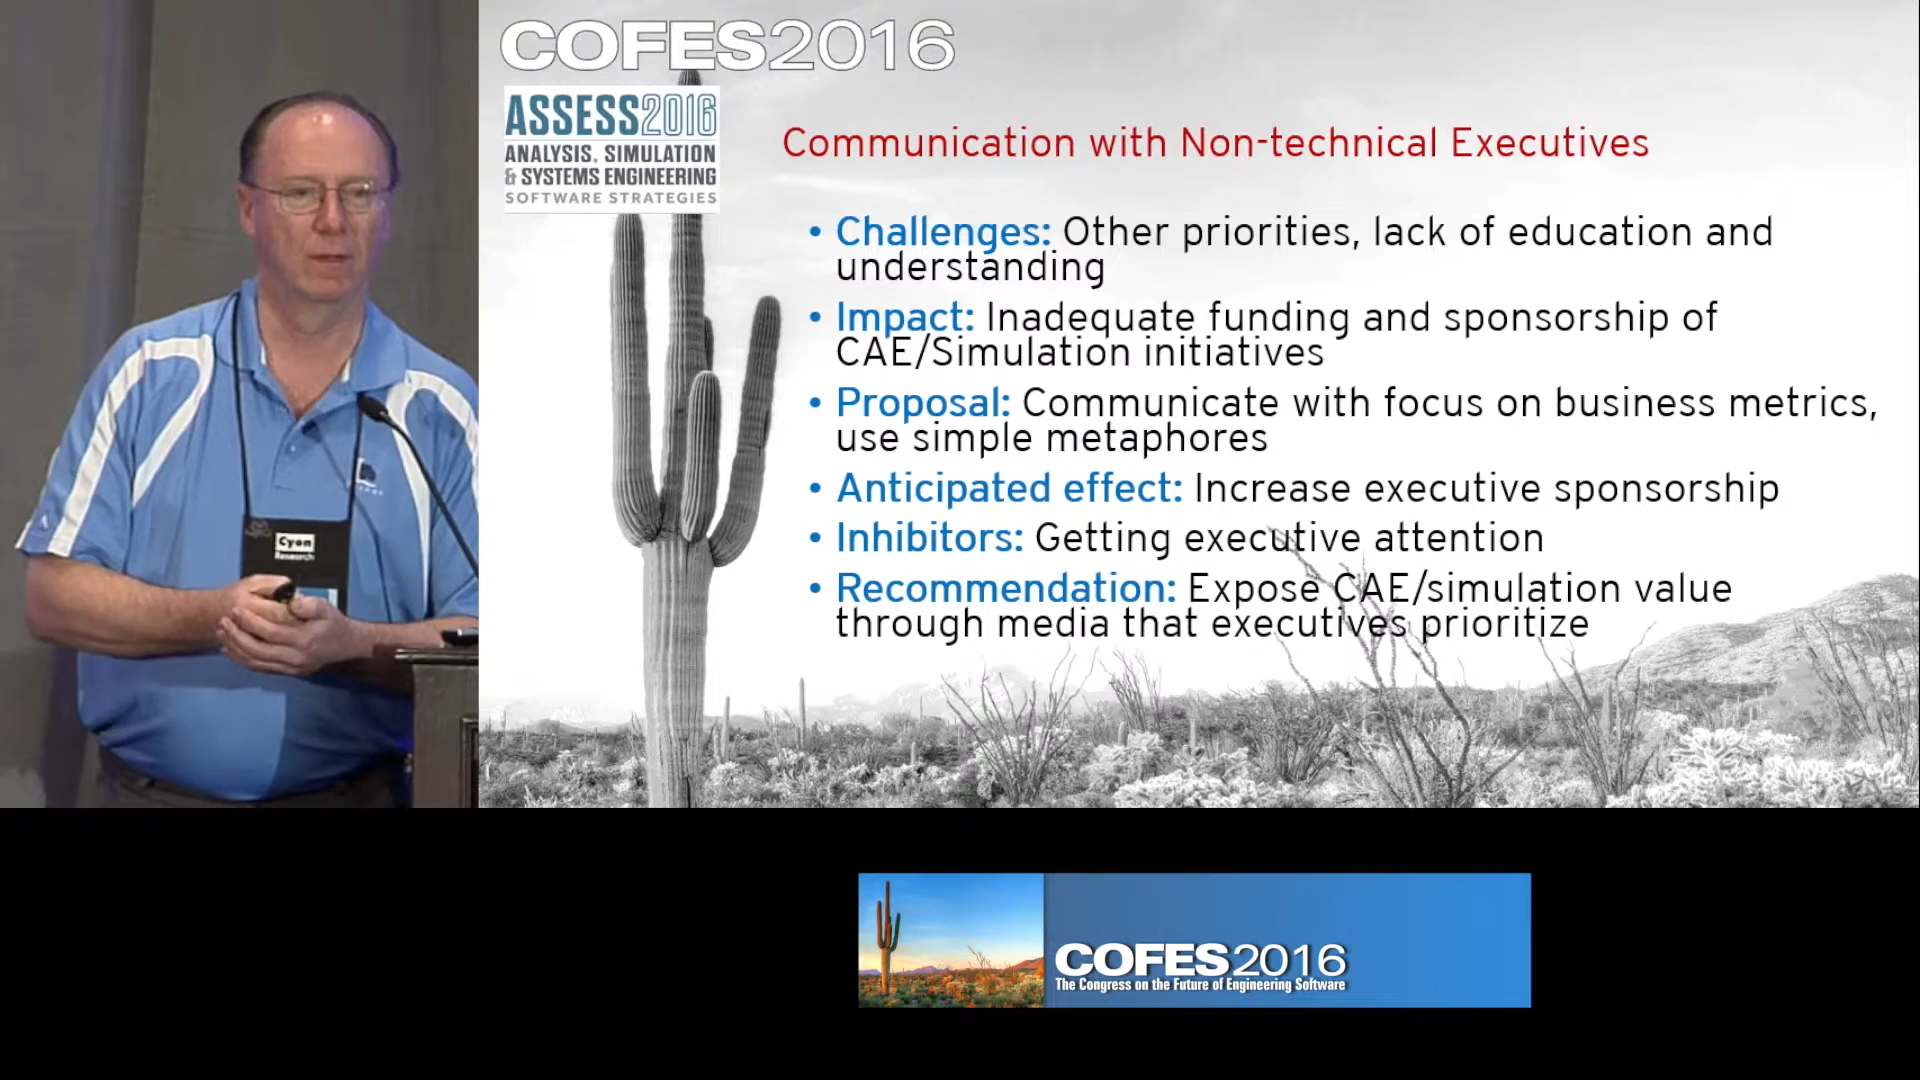 COFES2016
ASSESS2016
ANALYSIS, SIMULATION
& SYSTEMS ENGINEERING
SOFTWARE STRATEGIES
Communication with Non-technical Executives
• Challenges: Other priorities, lack of education and
understanding
• Impact: Inadequate funding and sponsorship of
CAE/Simulation initiatives
• Proposal: Communicate with focus on business metrics,
use simple metaphores
• Anticipated effect: Increase executive sponsorship
• Inhibitors: Getting executive attention
• Recommendation: Expose CAE/simulation value
through media that executives prioritize
Cyon
Research
COFES2016
The Congress on the Future of Engineering Software